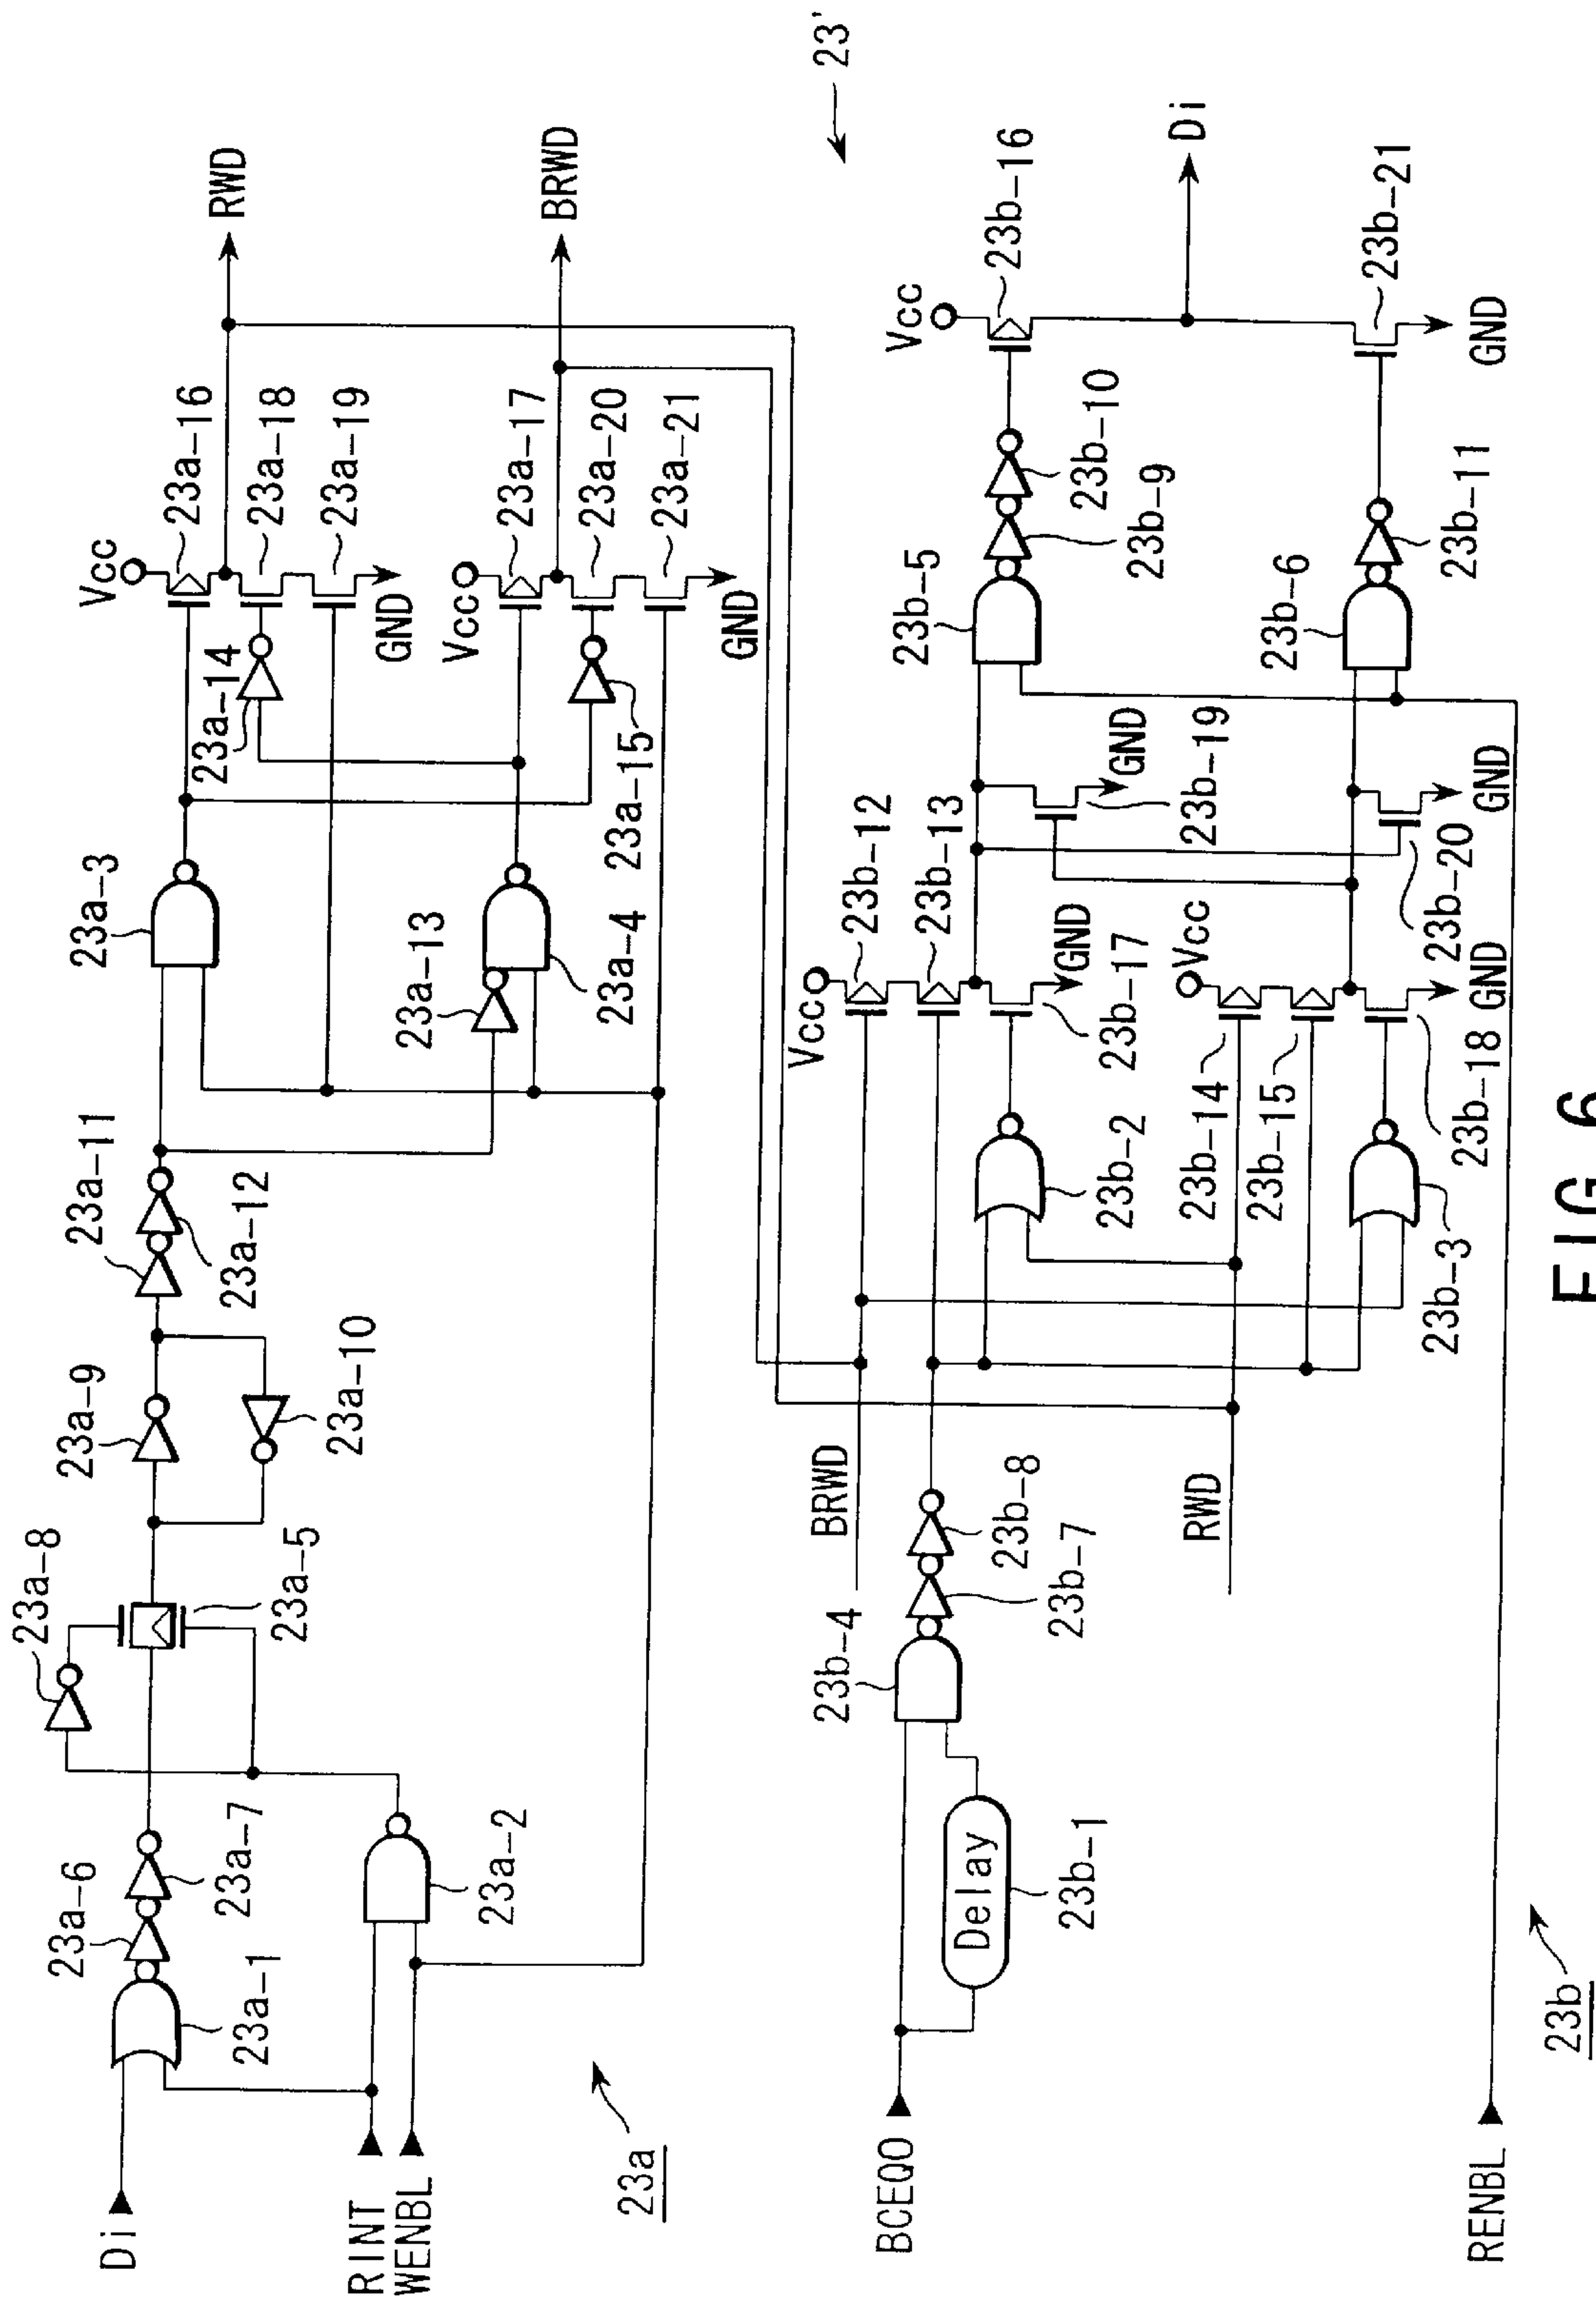 23a-8
23a-9
23a-11
23a-3
Vcc
23a-16
RWD
23a-18
23a-19
23a-14
GND
23a-6
23a-7
23a-5
23a-10
23a-12
23a-13
23a-4
Vcc
23a-17
BRWD
23a-20
23a-21
23a-15
GND
Di
23a-1
RINT
WENBL
23a-2
23a
23'
BRWD
Vcc
23b-12
23b-13
23b-5
Vcc
23b-16
23b-4
23b-8
23b-7
23b-2
23b-17
GND
23b-19
GND
23b-9
23b-10
Di
BCEQO
Delay
23b-1
RWD
23b-14
23b-15
Vcc
23b-6
23b-21
23b-3
23b-18
GND
23b-20
GND
23b-11
GND
RENBL
23b
FIG. 6